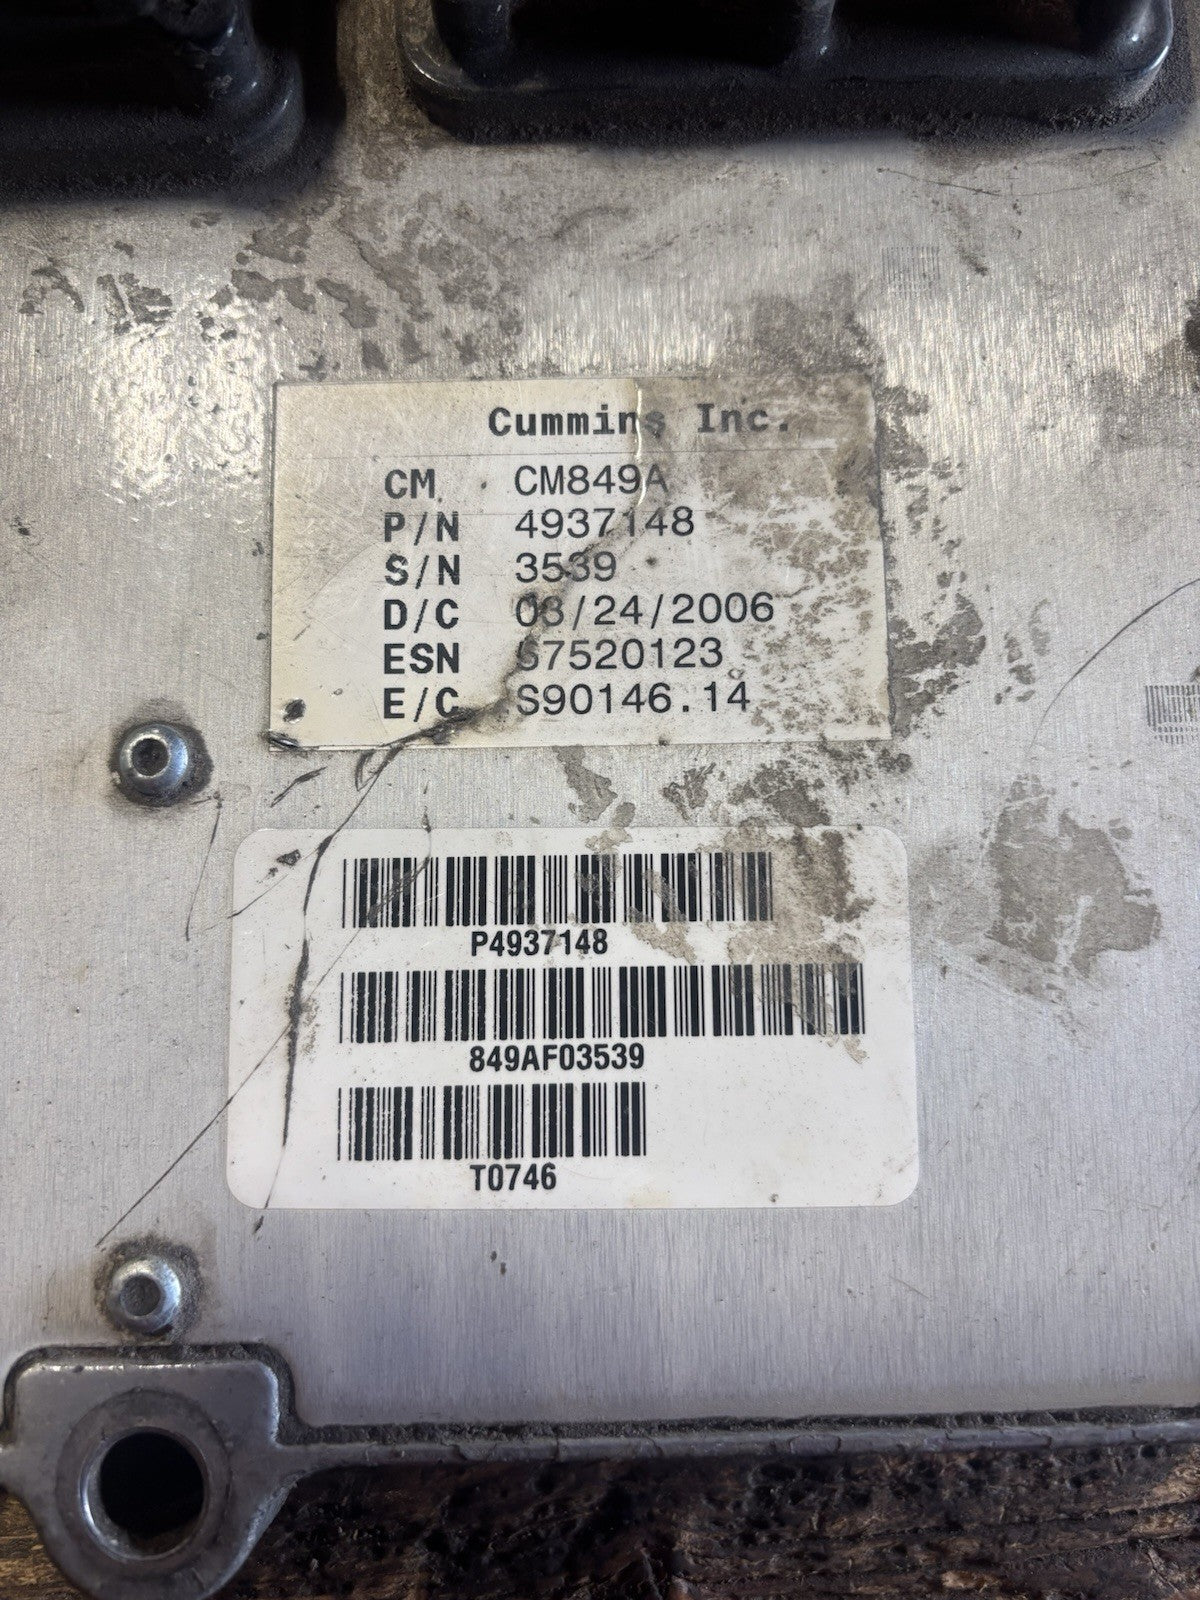 Cummins Inc.
CM CM849A
P/N 4937148
S/N 3539
D/C 03/24/2006
ESN 57520123
E/C S90146.14
P4937148
849AF03539
T0746